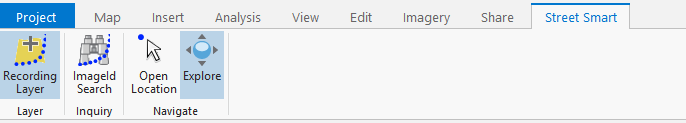 Project Map Insert Analysis View Edit Imagery Share Street Smart
Recording Layer
ImageId Search
Open Location
Explore
Layer Inquiry Navigate